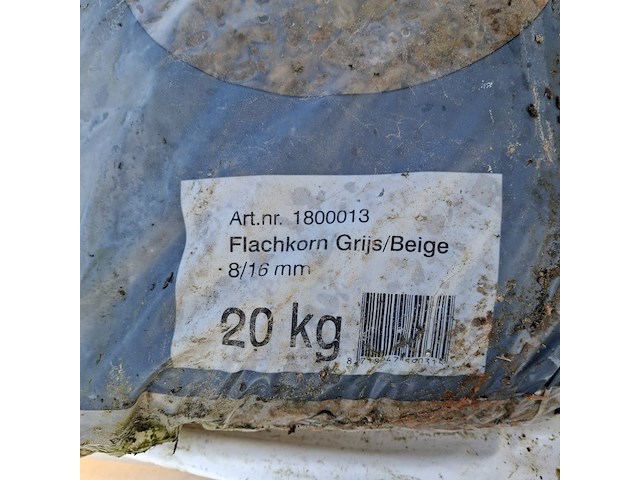 Art.nr. 1800013
Flachkorn Grijs/Beige
8/16 mm
20 kg